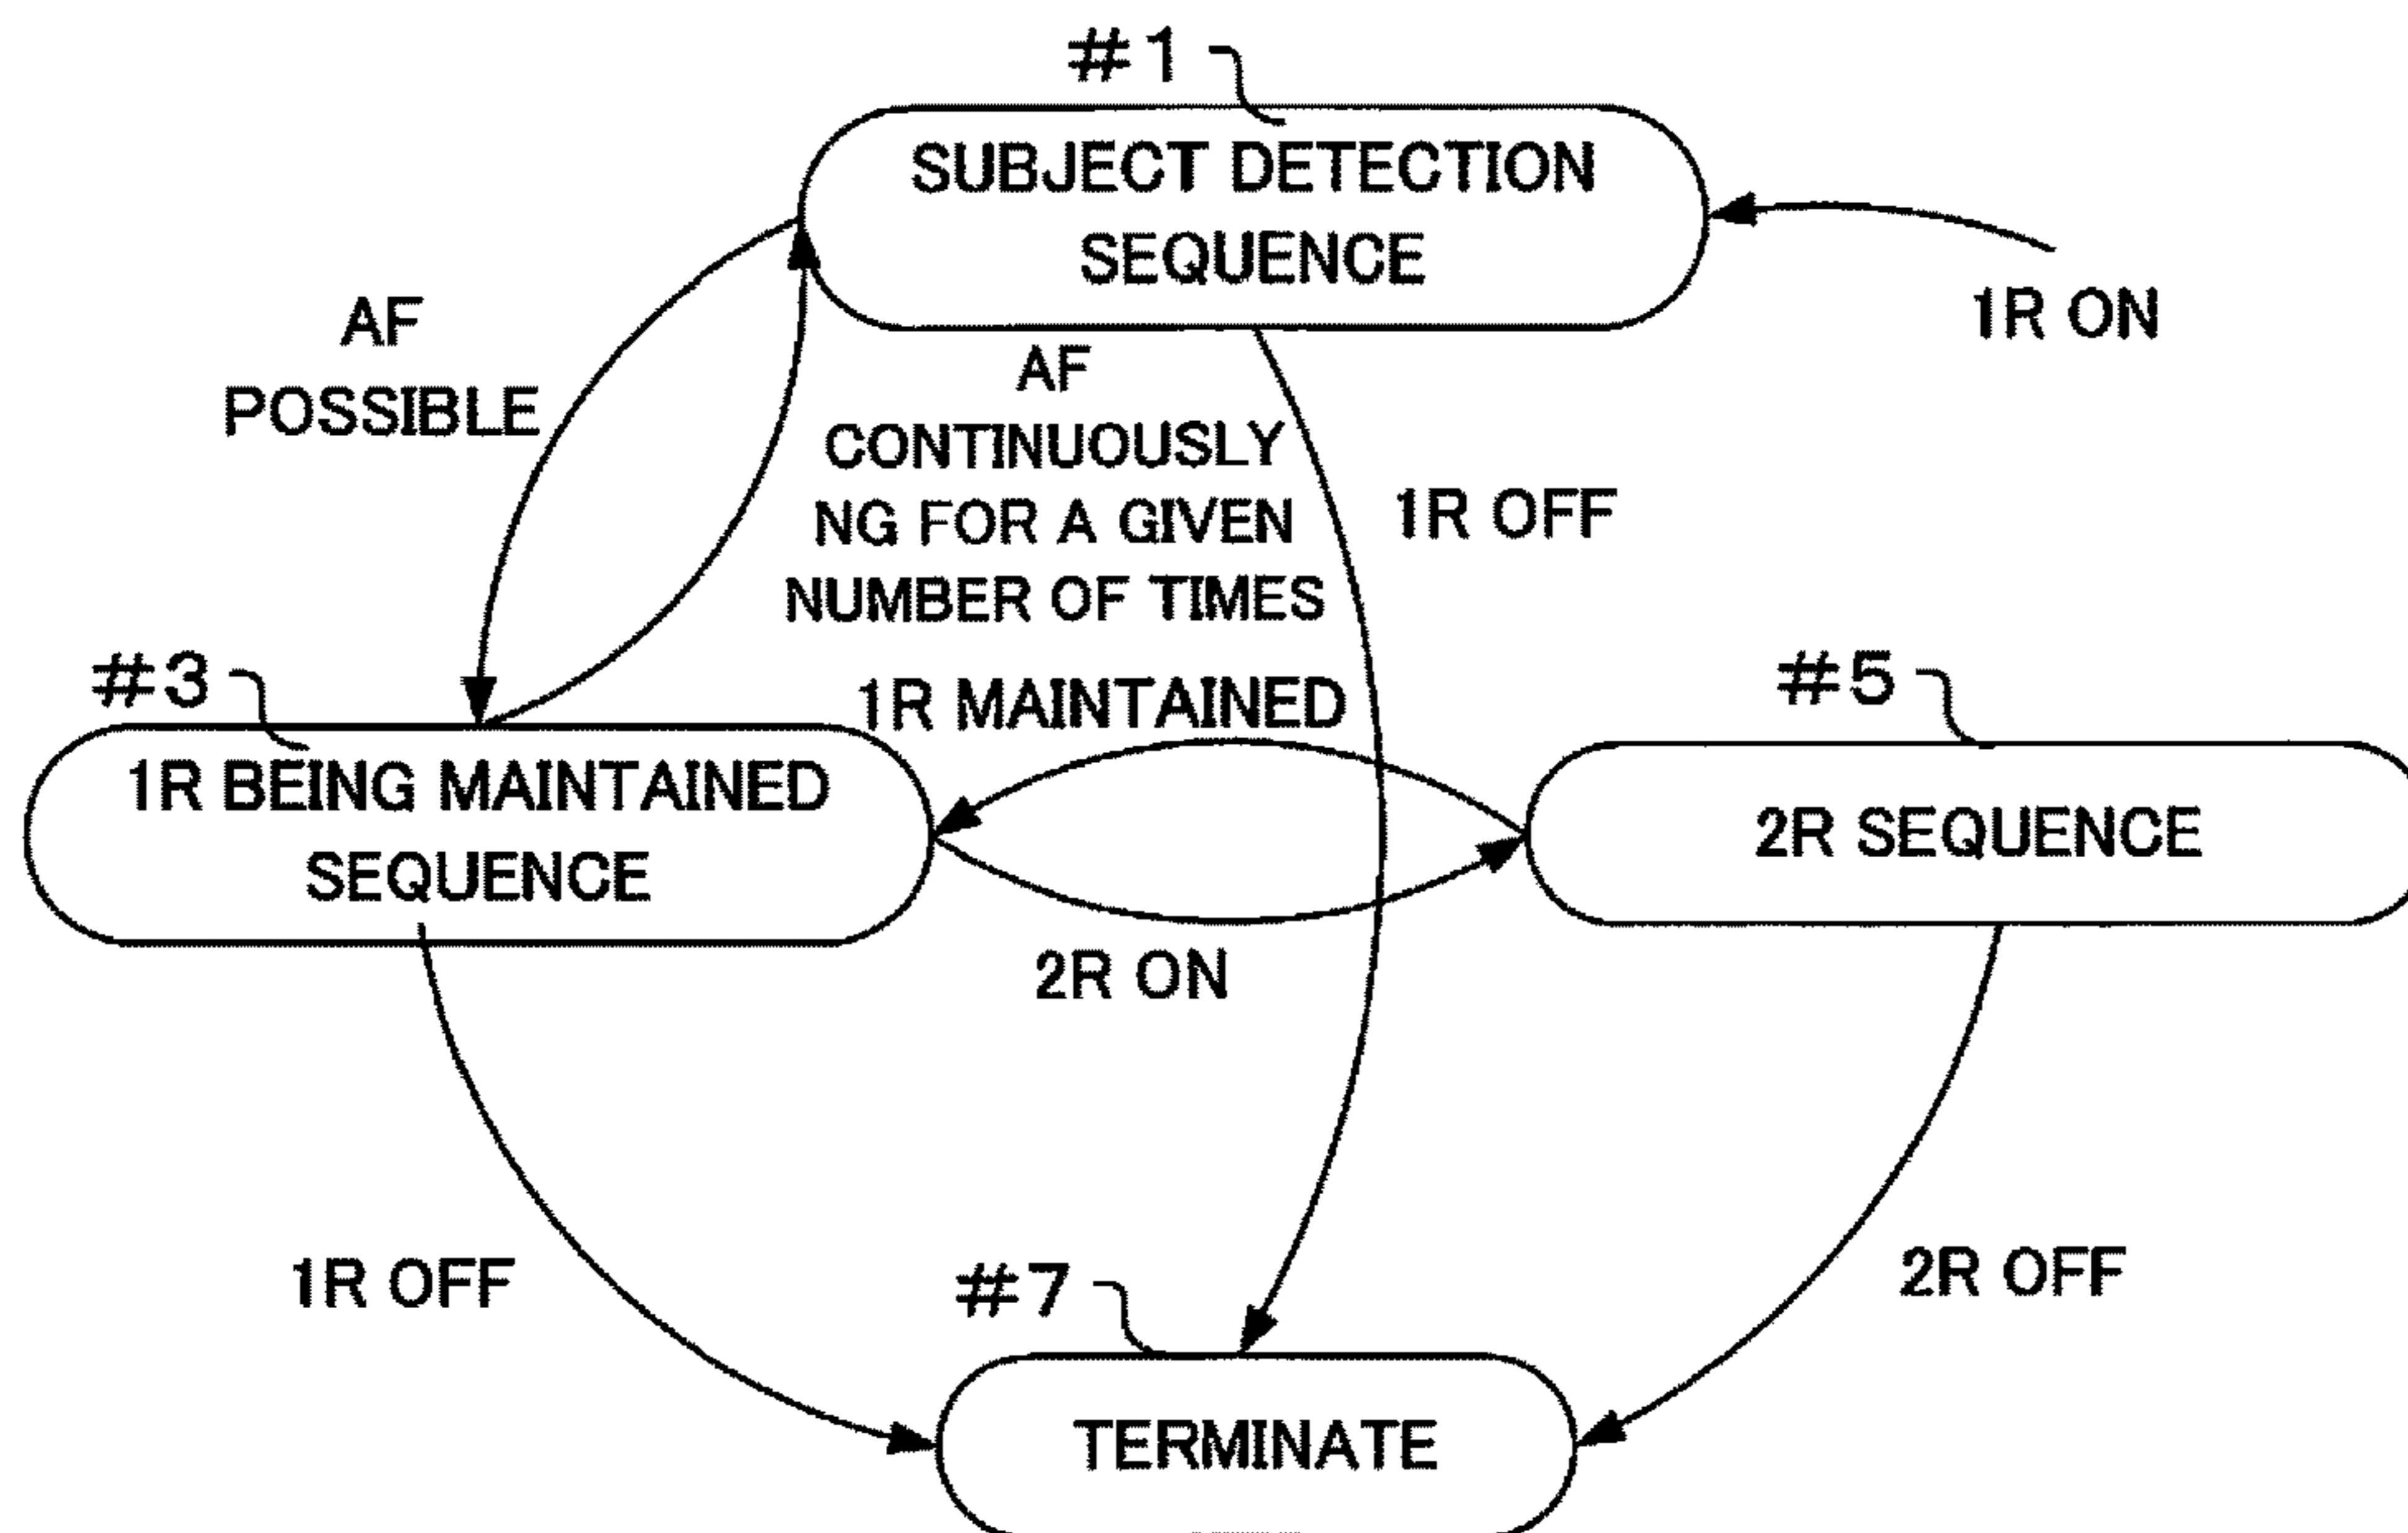 #1
SUBJECT DETECTION
SEQUENCE
1R ON
AF
POSSIBLE
AF
CONTINUOUSLY
NG FOR A GIVEN
NUMBER OF TIMES
1R OFF
#3
1R MAINTAINED
#5
1R BEING MAINTAINED
SEQUENCE
2R SEQUENCE
2R ON
1R OFF
#7
2R OFF
TERMINATE